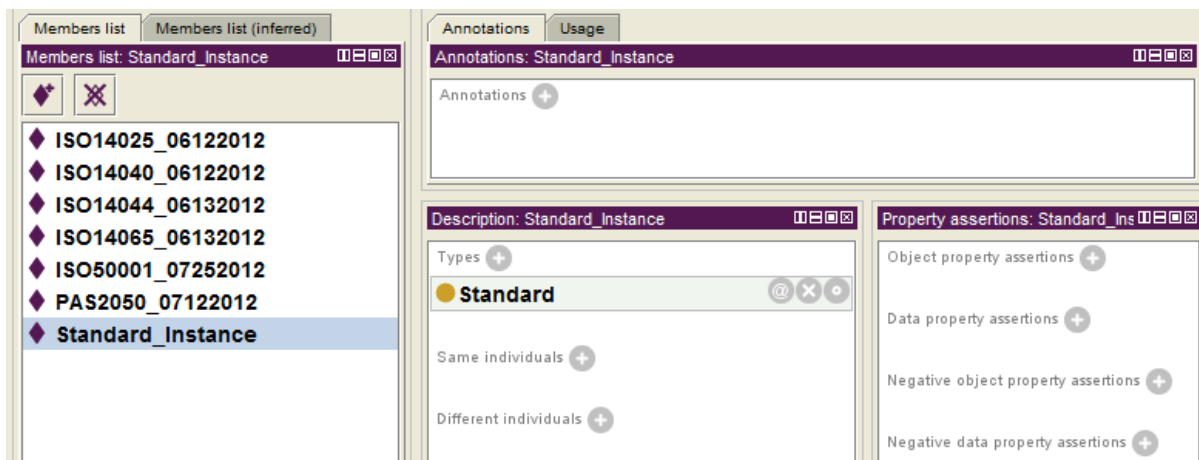 Members list
Members list (inferred)
Members list: Standard_Instance
ISO14025_06122012
ISO14040_06122012
ISO14044_06132012
ISO14065_06132012
ISO50001_07252012
PAS2050_07122012
Standard_Instance
Annotations
Usage
Annotations: Standard_Instance
Annotations
Description: Standard_Instance
Types
Standard
@
Same individuals
Different individuals
Property assertions: Standard_Ins
Object property assertions
Data property assertions
Negative object property assertions
Negative data property assertions